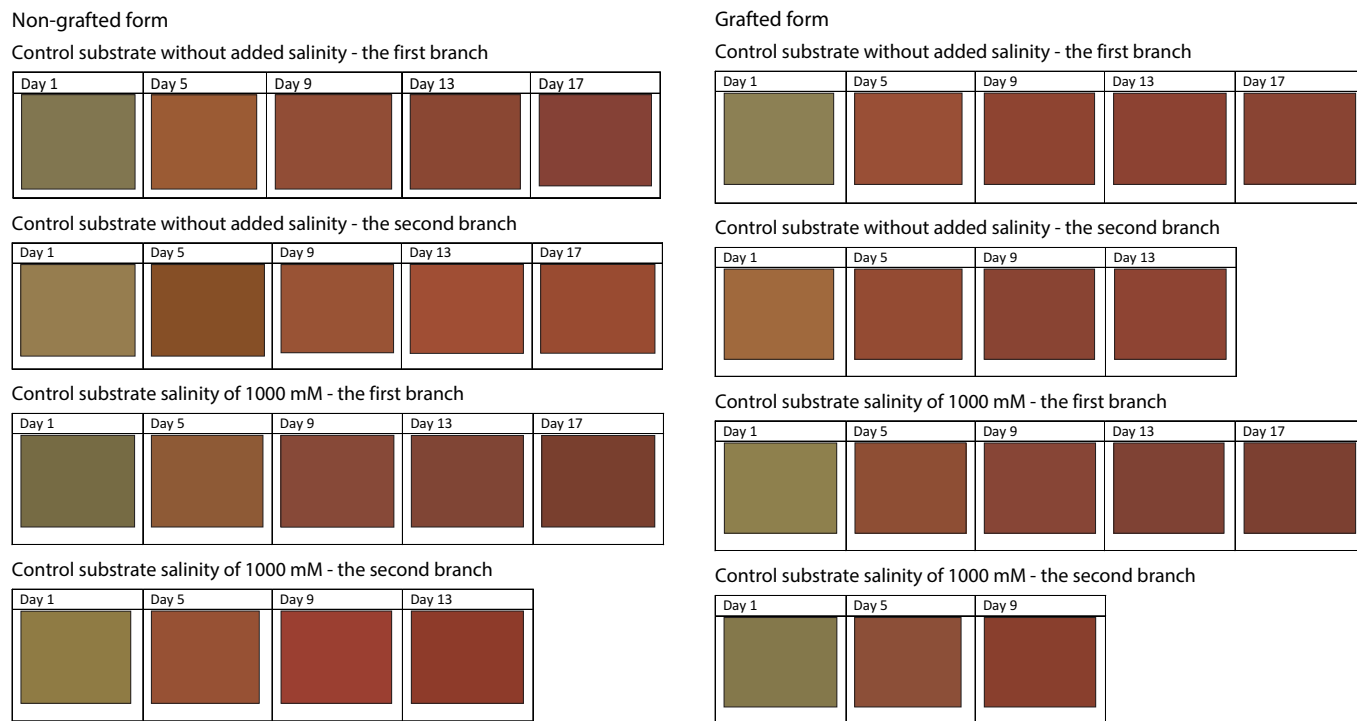 Non-grafted form
Control substrate without added salinity - the first branch
Day 1 Day 5 Day 9 Day 13 Day 17
Control substrate without added salinity - the second branch
Day 1 Day 5 Day 9 Day 13 Day 17
Control substrate salinity of 1000 mM - the first branch
Day 1 Day 5 Day 9 Day 13 Day 17
Control substrate salinity of 1000 mM - the second branch
Day 1 Day 5 Day 9 Day 13
Grafted form
Control substrate without added salinity - the first branch
Day 1 Day 5 Day 9 Day 13 Day 17
Control substrate without added salinity - the second branch
Day 1 Day 5 Day 9 Day 13
Control substrate salinity of 1000 mM - the first branch
Day 1 Day 5 Day 9 Day 13 Day 17
Control substrate salinity of 1000 mM - the second branch
Day 1 Day 5 Day 9